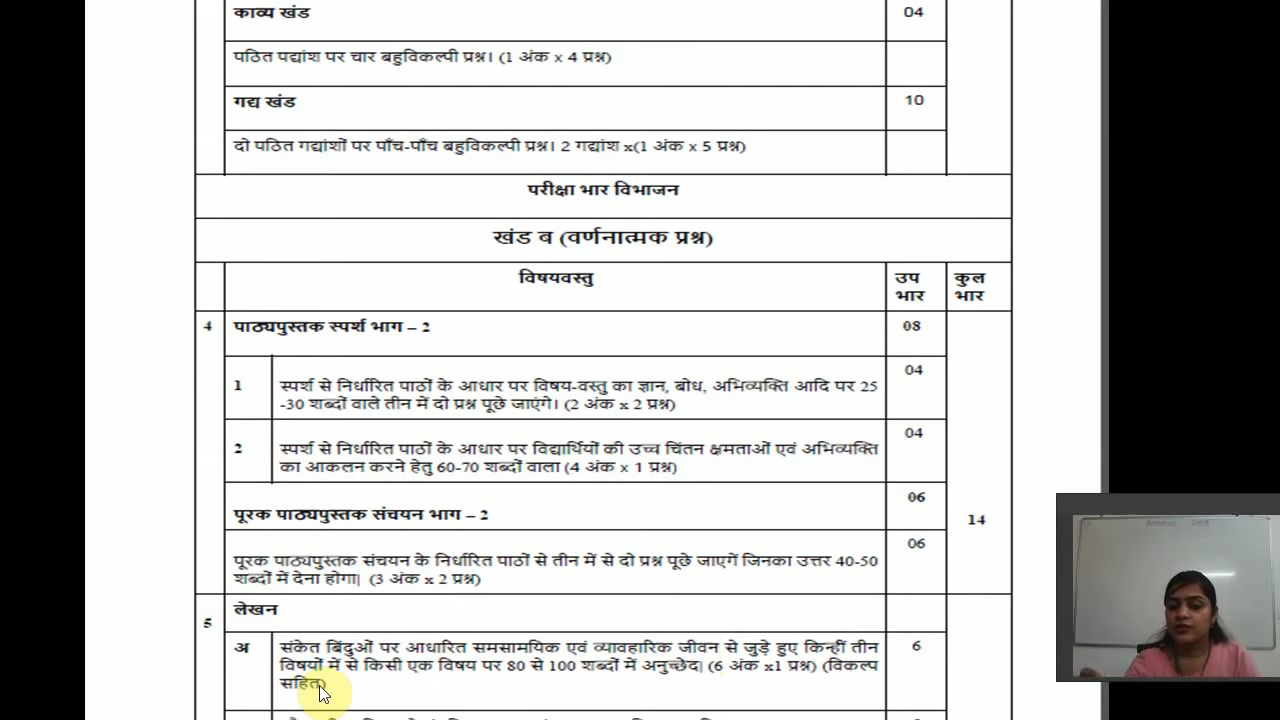 काव्य खंड 04
पठित पद्यांश पर चार बहुविकल्पी प्रश्न। (1 अंक x 4 प्रश्न)
गद्य खंड 10
दो पठित गद्यांशों पर पाँच-पाँच बहुविकल्पी प्रश्न। 2 गद्यांश x(1 अंक x 5 प्रश्न)
परीक्षा भार विभाजन
खंड व (वर्णनात्मक प्रश्न)
विषयवस्तु उप भार कुल भार
4 पाठ्यपुस्तक स्पर्श भाग – 2 08
1 स्पर्श से निर्धारित पाठों के आधार पर विषय-वस्तु का ज्ञान, बोध, अभिव्यक्ति आदि पर 25 04
-30 शब्दों वाले तीन में दो प्रश्न पूछे जाएंगे। (2 अंक x 2 प्रश्न)
2 स्पर्श से निर्धारित पाठों के आधार पर विद्यार्थियों की उच्च चिंतन क्षमताओं एवं अभिव्यक्ति 04
का आकलन करने हेतु 60-70 शब्दों वाला (4 अंक x 1 प्रश्न)
पूरक पाठ्यपुस्तक संचयन भाग – 2 06
14
पूरक पाठ्यपुस्तक संचयन के निर्धारित पाठों से तीन में से दो प्रश्न पूछे जाएगें जिनका उत्तर 40-50 06
शब्दों में देना होगा| (3 अंक x 2 प्रश्न)
5 लेखन
अ संकेत बिंदुओं पर आधारित समसामयिक एवं व्यावहारिक जीवन से जुड़े हुए किन्हीं तीन 6
विषयों में से किसी एक विषय पर 80 से 100 शब्दों में अनुच्छेद| (6 अंक x1 प्रश्न) (विकल्प
सहित)